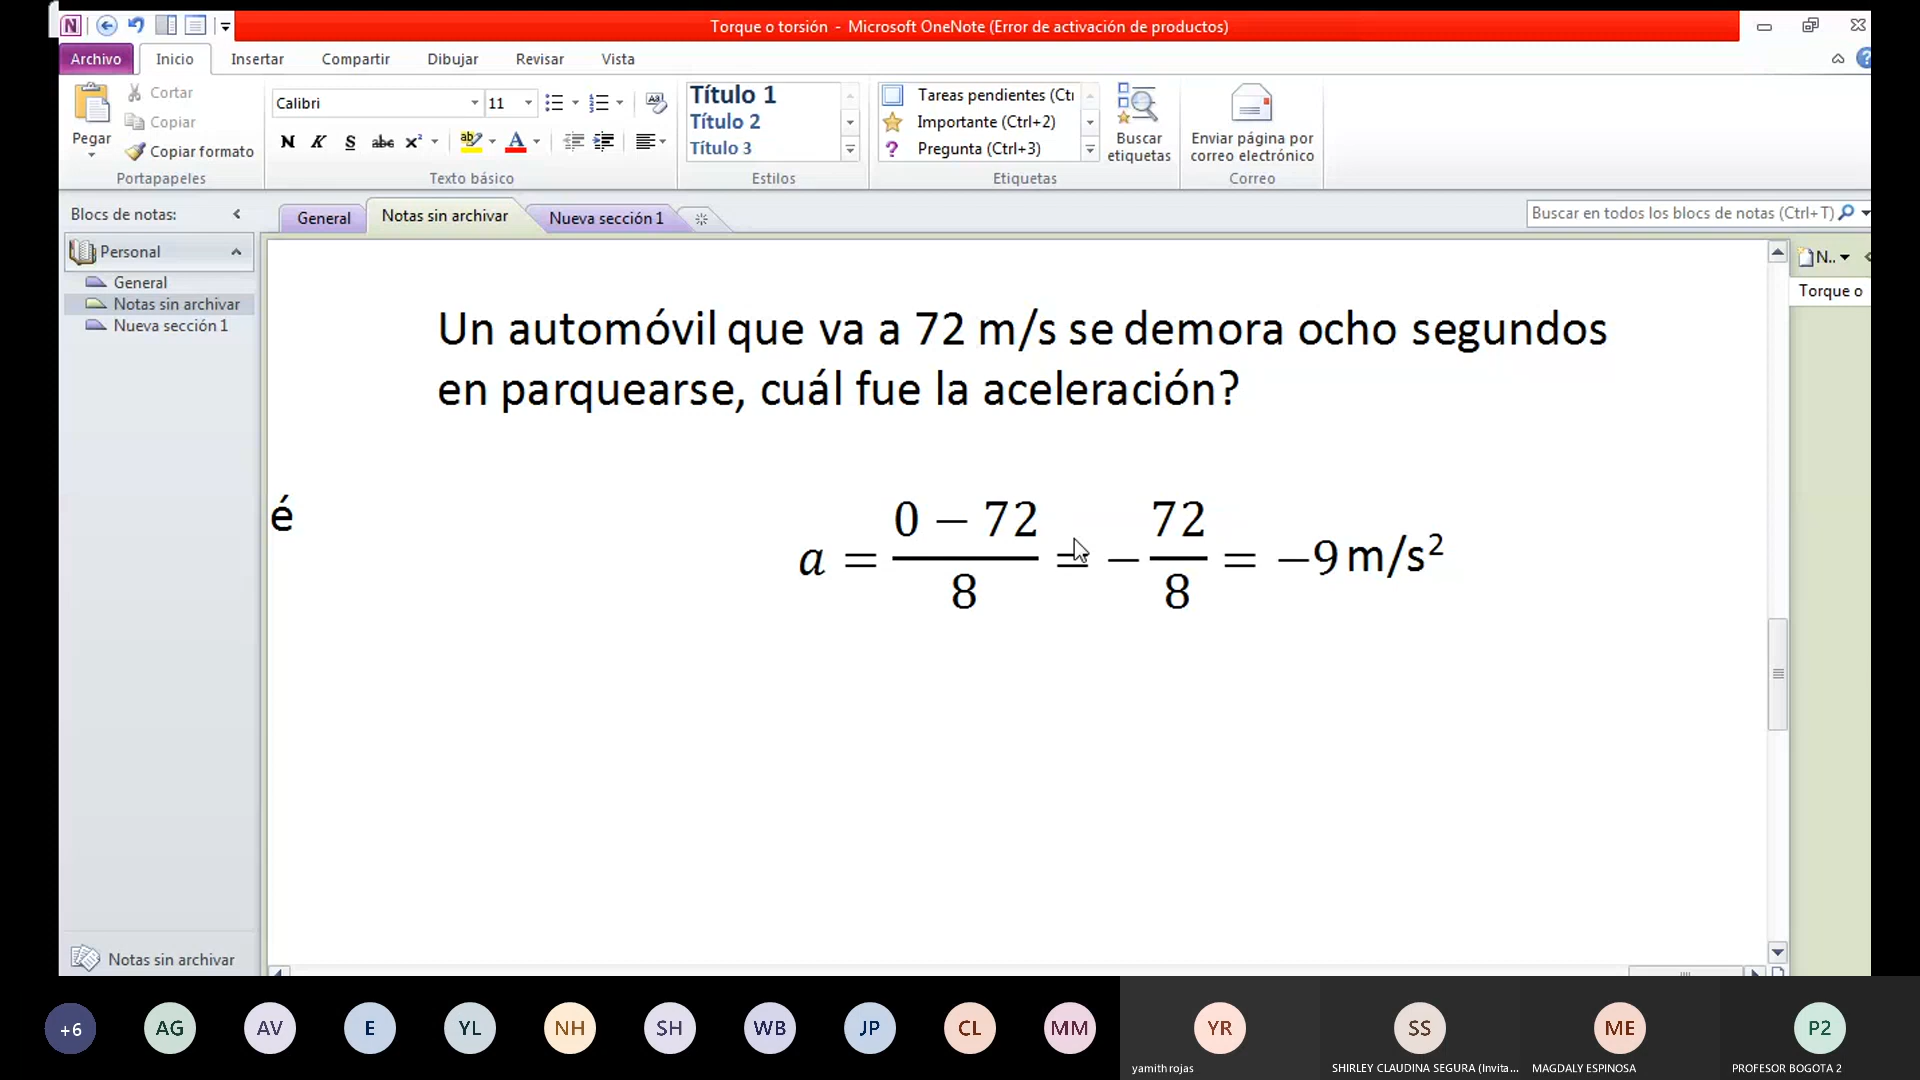 Torque o torsión - Microsoft OneNote (Error de activación de productos)
Archivo Inicio Insertar Compartir Dibujar Revisar Vista
Pegar
Cortar
Copiar
Copiar formato
Portapapeles
Calibri 11
N K S abc x²
ab A
Texto básico
Título 1
Título 2
Título 3
Estilos
Tareas pendientes (Ctr
Importante (Ctrl+2)
Pregunta (Ctrl+3)
Etiquetas
Buscar etiquetas
Enviar página por
correo electrónico
Correo
Blocs de notas:
General Notas sin archivar Nueva sección 1
Buscar en todos los blocs de notas (Ctrl+T)
Personal
General
Notas sin archivar
Nueva sección 1
N..
Torque o
Un automóvil que va a 72 m/s se demora ocho segundos
en parquearse, cuál fue la aceleración?
é
a = (0 − 72)/8 = −72/8 = −9 m/s²
Notas sin archivar
+6 AG AV E YL NH SH WB JP CL MM YR SS ME P2
yamith rojas SHIRLEY CLAUDINA SEGURA (Invita... MAGDALY ESPINOSA PROFESOR BOGOTA 2